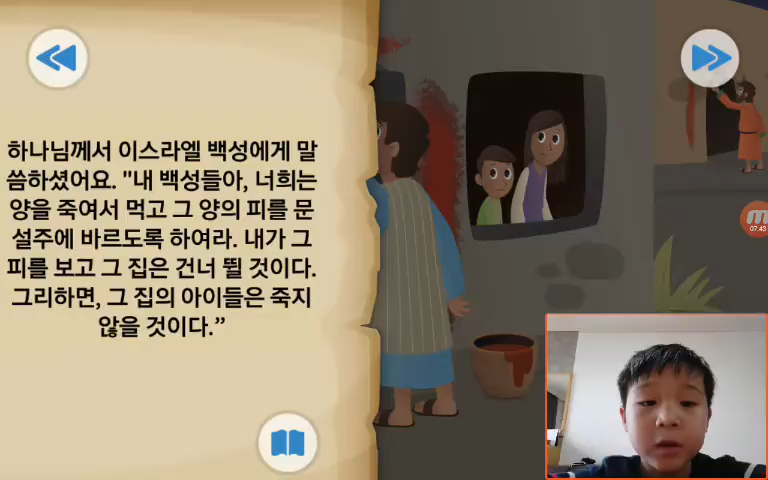 하나님께서 이스라엘 백성에게 말
씀하셨어요. "내 백성들아, 너희는
양을 죽여서 먹고 그 양의 피를 문
설주에 바르도록 하여라. 내가 그
피를 보고 그 집은 건너 뛸 것이다.
그리하면, 그 집의 아이들은 죽지
않을 것이다.”
07:43